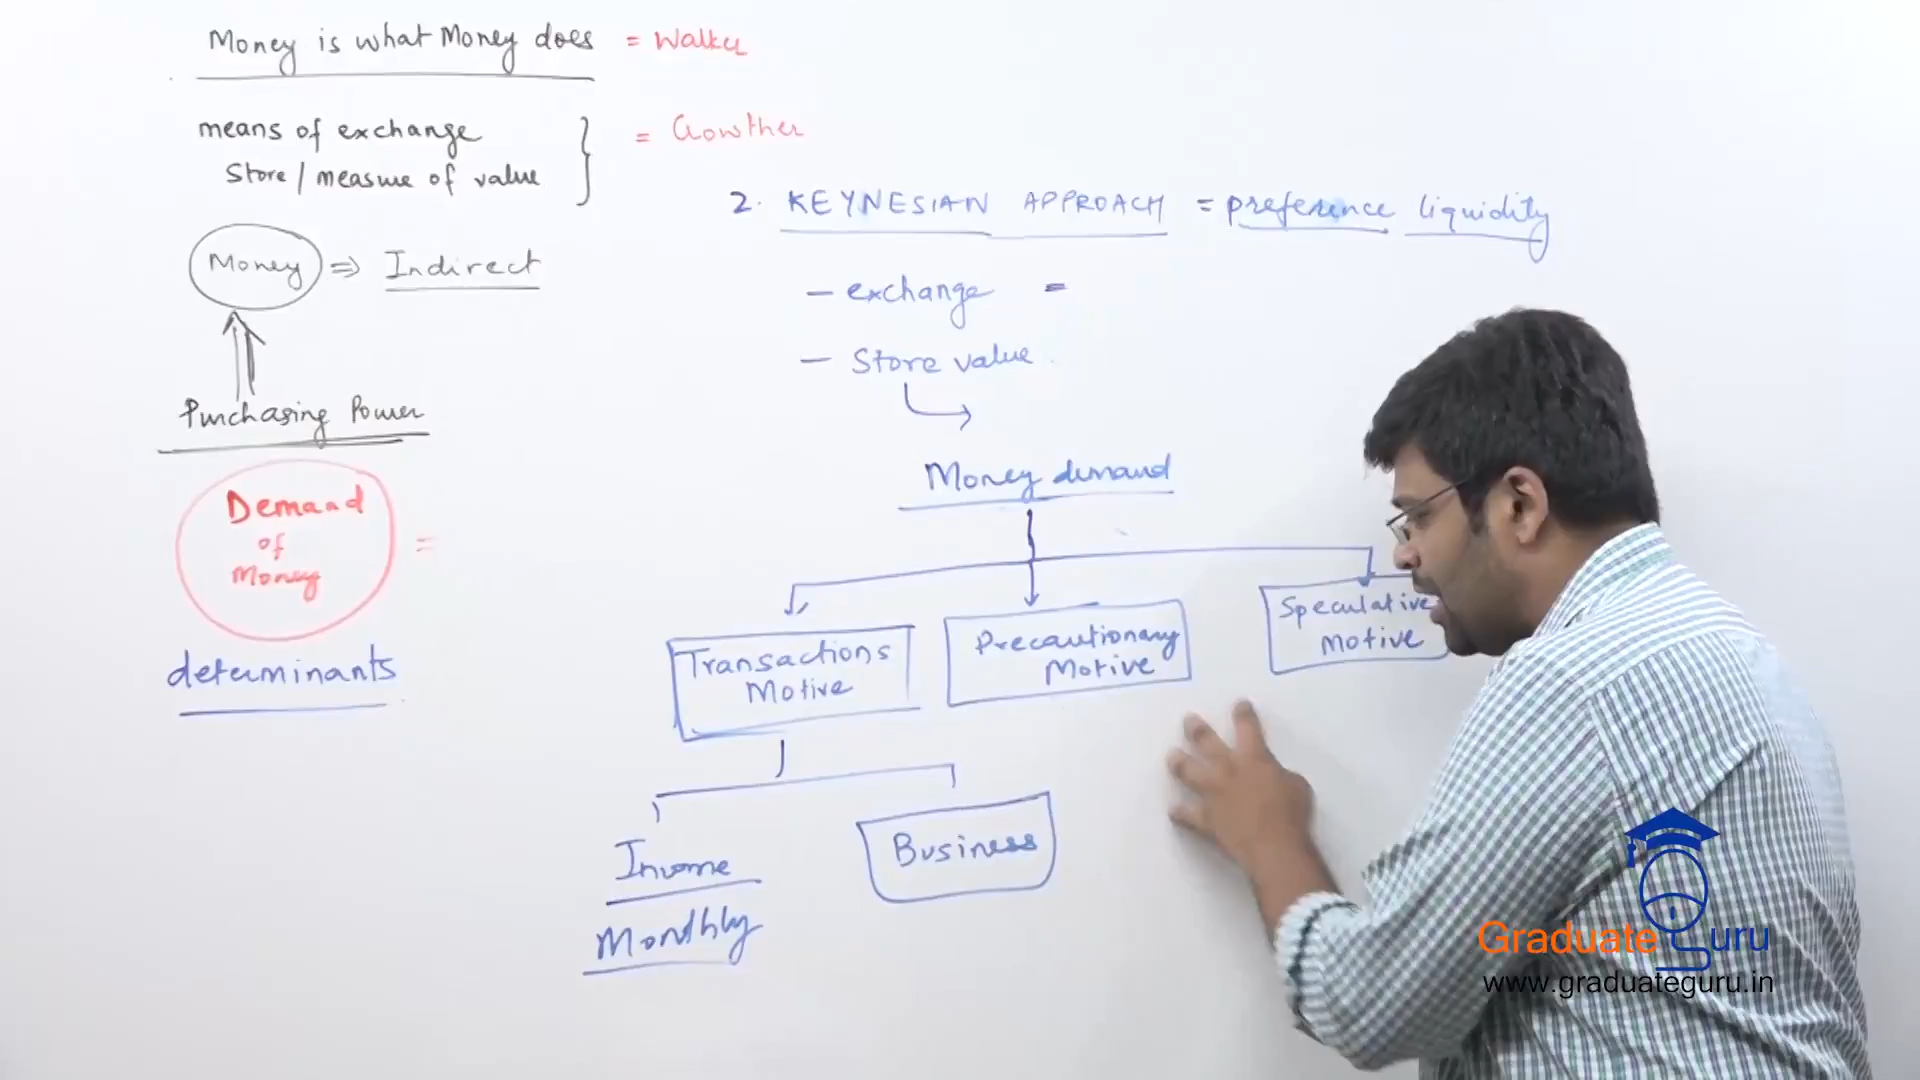 Money is what Money does = Walker
means of exchange
Store / measure of value
= Crowther
Money ⇒ Indirect
Purchasing Power
Demand
of
Money
=
determinants
2. KEYNESIAN APPROACH = preference liquidity
- exchange -
- Store value
Money demand
Transactions
Motive
Precautionary
Motive
Speculative
Motive
Income
Monthly
Business
Graduate uru
www.graduateguru.in